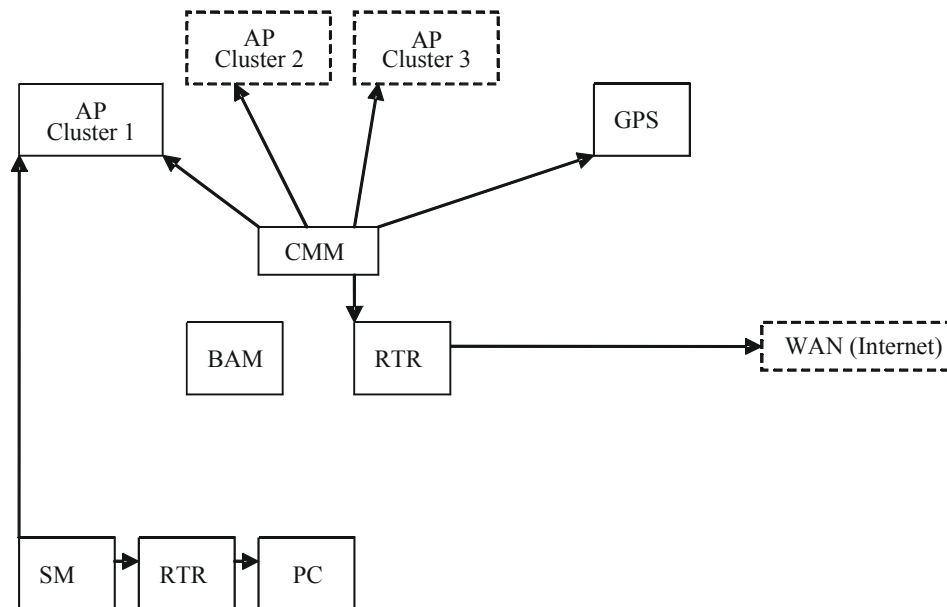 AP
Cluster 2
AP
Cluster 3
AP
Cluster 1
GPS
CMM
BAM
RTR
WAN (Internet)
SM
RTR
PC